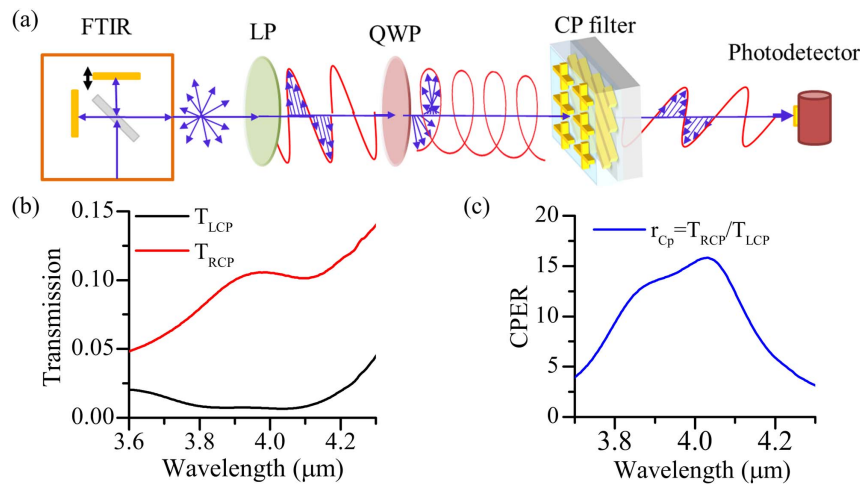 (a)
FTIR
LP
QWP
CP filter
Photodetector
(b)
0.15
0.10
0.05
0.00
Transmission
T_LCP
T_RCP
3.6
3.8
4.0
4.2
Wavelength (μm)
(c)
20
15
10
5
0
CPER
r_Cp=T_RCP/T_LCP
3.8
4.0
4.2
Wavelength (μm)